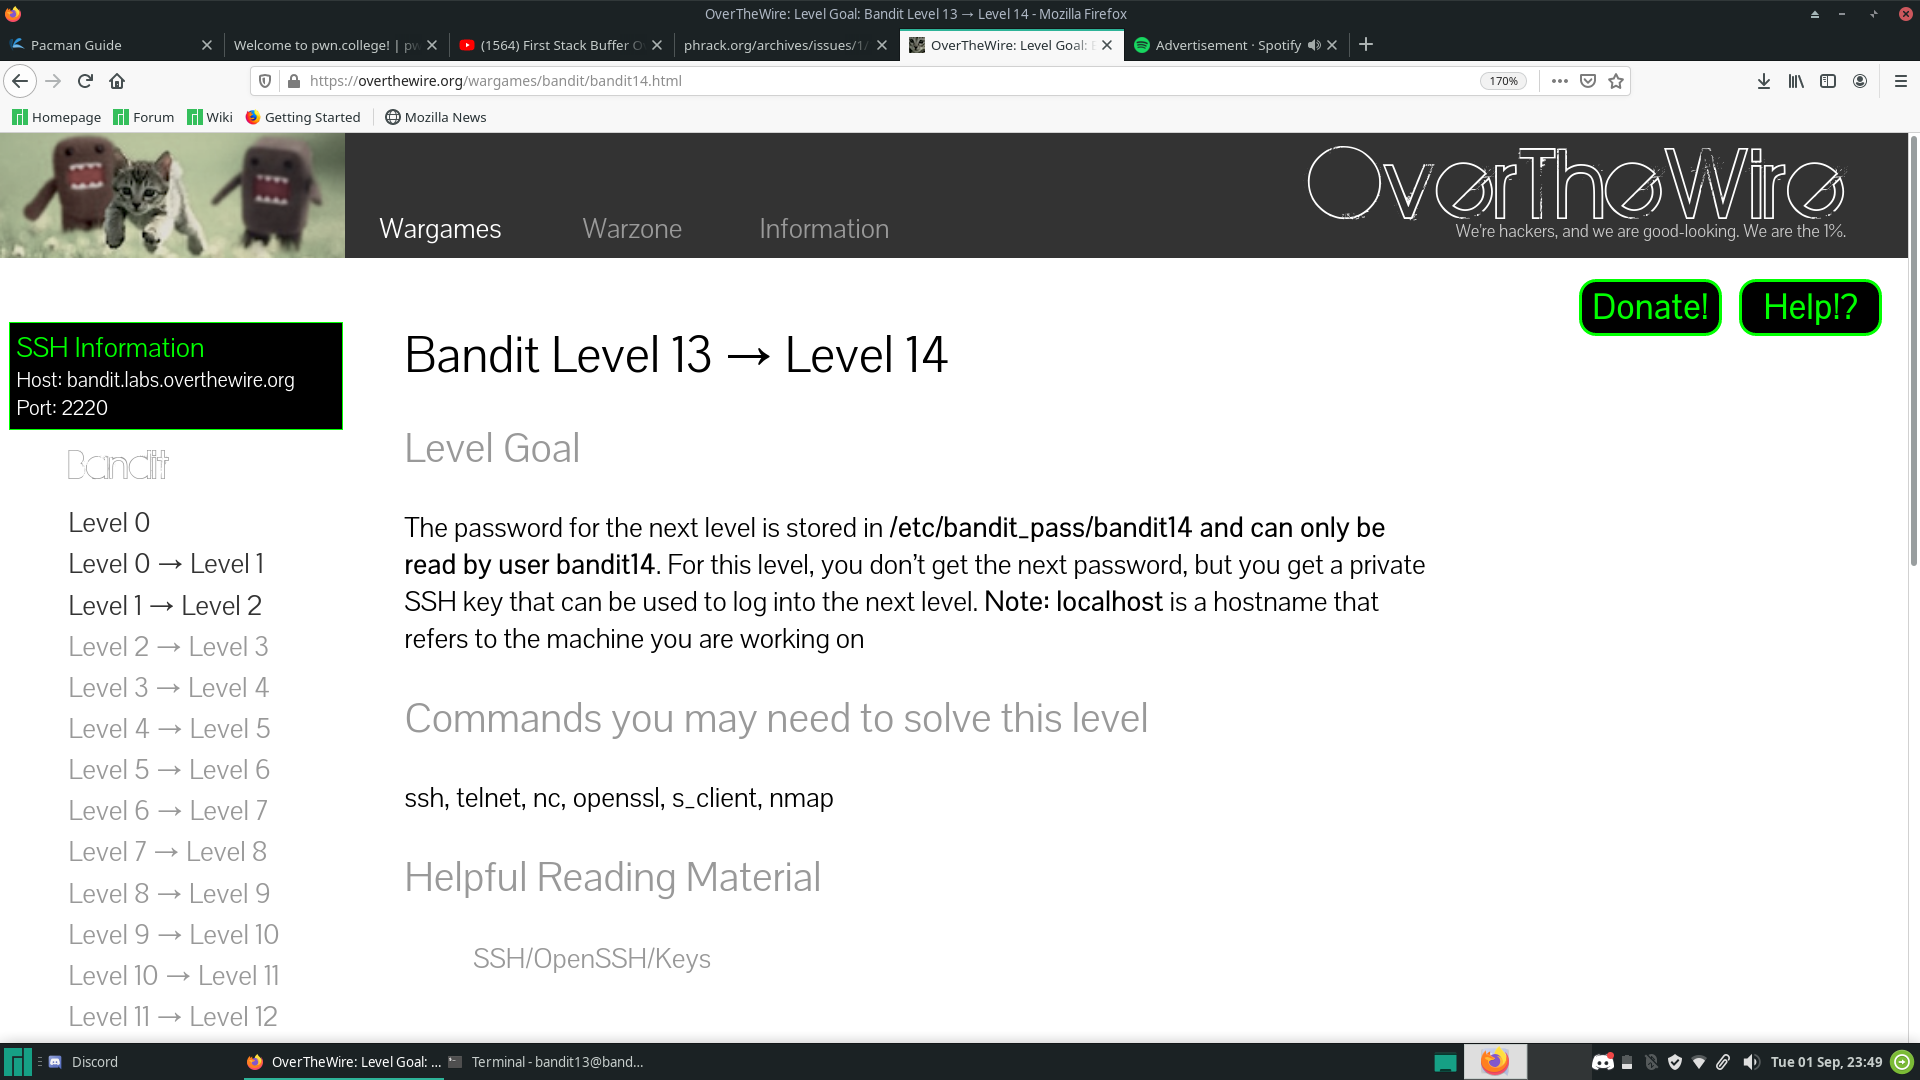 OverTheWire: Level Goal: Bandit Level 13 → Level 14 - Mozilla Firefox
Pacman Guide
Welcome to pwn.college! | pw
(1564) First Stack Buffer O
phrack.org/archives/issues/1
OverTheWire: Level Goal:
Advertisement · Spotify
https://overthewire.org/wargames/bandit/bandit14.html
170%
Homepage
Forum
Wiki
Getting Started
Mozilla News
OverTheWire
We're hackers, and we are good-looking. We are the 1%.
Wargames
Warzone
Information
Donate!
Help!?
SSH Information
Host: bandit.labs.overthewire.org
Port: 2220
Bandit
Level 0
Level 0 → Level 1
Level 1 → Level 2
Level 2 → Level 3
Level 3 → Level 4
Level 4 → Level 5
Level 5 → Level 6
Level 6 → Level 7
Level 7 → Level 8
Level 8 → Level 9
Level 9 → Level 10
Level 10 → Level 11
Level 11 → Level 12
Bandit Level 13 → Level 14
Level Goal
The password for the next level is stored in /etc/bandit_pass/bandit14 and can only be
read by user bandit14. For this level, you don’t get the next password, but you get a private
SSH key that can be used to log into the next level. Note: localhost is a hostname that
refers to the machine you are working on
Commands you may need to solve this level
ssh, telnet, nc, openssl, s_client, nmap
Helpful Reading Material
SSH/OpenSSH/Keys
Discord
OverTheWire: Level Goal: ...
Terminal - bandit13@band...
Tue 01 Sep, 23:49